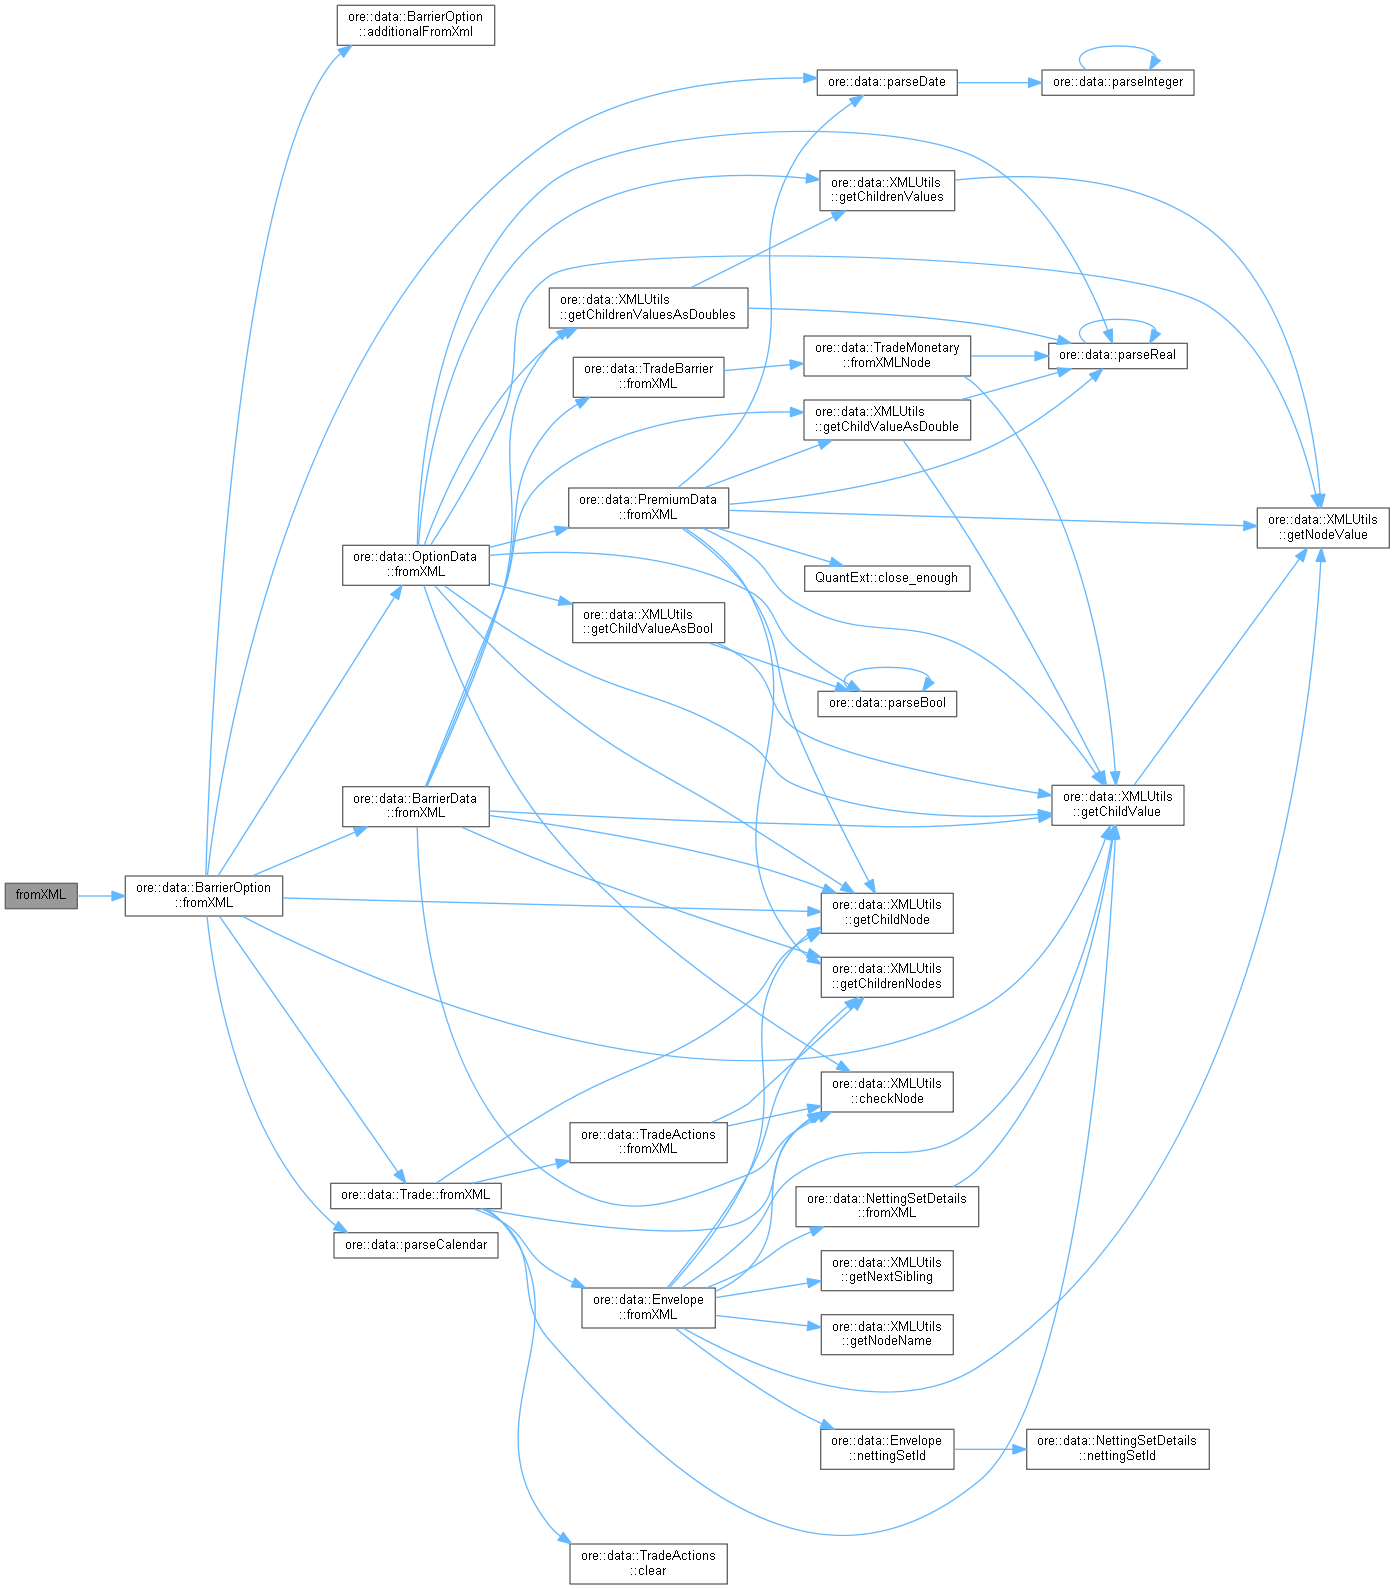 ore::data::BarrierOption
::additionalFromXml
ore::data::parseDate
ore::data::parseInteger
ore::data::XMLUtils
::getChildrenValues
ore::data::XMLUtils
::getChildrenValuesAsDoubles
ore::data::TradeMonetary
::fromXMLNode
ore::data::parseReal
ore::data::TradeBarrier
::fromXML
ore::data::XMLUtils
::getChildValueAsDouble
ore::data::PremiumData
::fromXML
ore::data::XMLUtils
::getNodeValue
ore::data::OptionData
::fromXML
QuantExt::close_enough
ore::data::XMLUtils
::getChildValueAsBool
ore::data::parseBool
ore::data::BarrierData
::fromXML
ore::data::XMLUtils
::getChildValue
fromXML
ore::data::BarrierOption
::fromXML
ore::data::XMLUtils
::getChildNode
ore::data::XMLUtils
::getChildrenNodes
ore::data::XMLUtils
::checkNode
ore::data::TradeActions
::fromXML
ore::data::Trade::fromXML
ore::data::NettingSetDetails
::fromXML
ore::data::parseCalendar
ore::data::XMLUtils
::getNextSibling
ore::data::Envelope
::fromXML
ore::data::XMLUtils
::getNodeName
ore::data::Envelope
::nettingSetId
ore::data::NettingSetDetails
::nettingSetId
ore::data::TradeActions
::clear